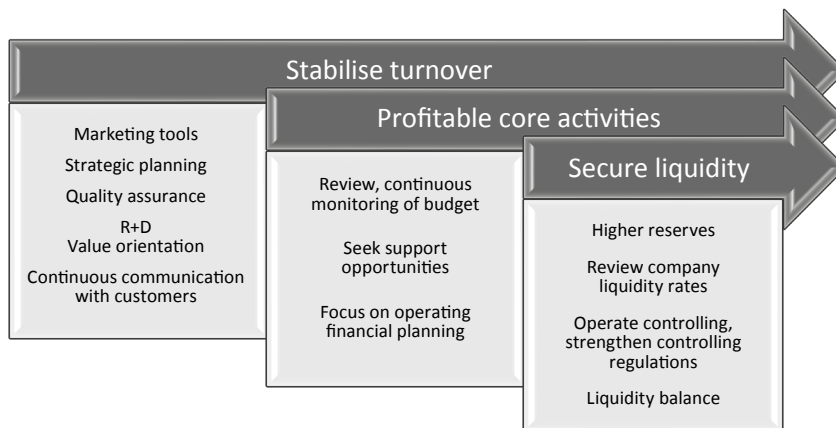 Stabilise turnover
Marketing tools
Strategic planning
Quality assurance
R+D
Value orientation
Continuous communication
with customers
Profitable core activities
Review, continuous
monitoring of budget
Seek support
opportunities
Focus on operating
financial planning
Secure liquidity
Higher reserves
Review company
liquidity rates
Operate controlling,
strengthen controlling
regulations
Liquidity balance